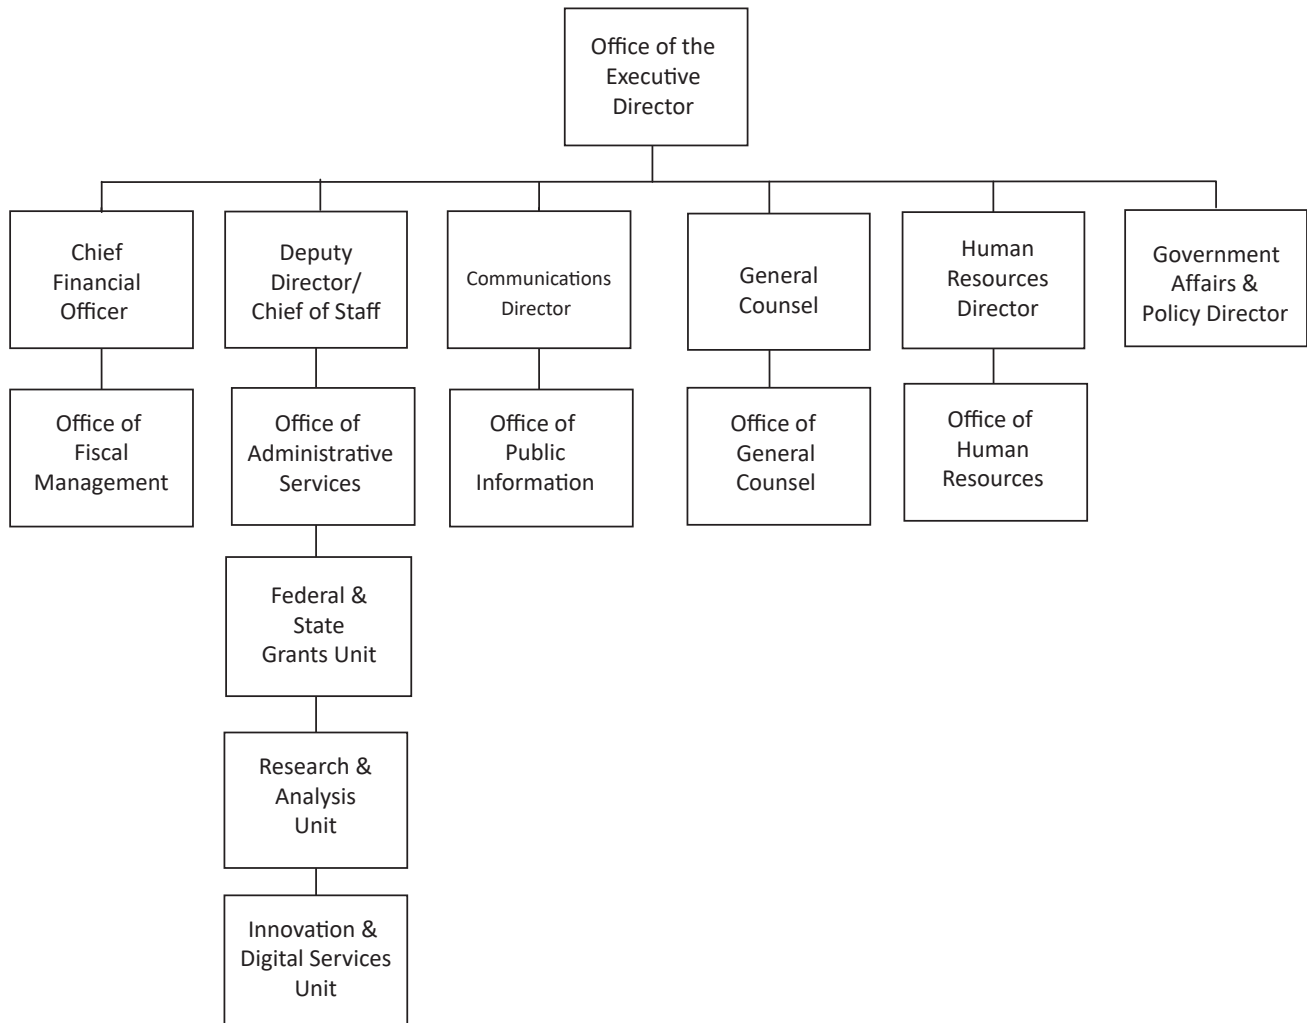 Office of the
Executive
Director
Chief
Financial
Officer
Deputy
Director/
Chief of Staff
Communications
Director
General
Counsel
Human
Resources
Director
Government
Affairs &
Policy Director
Office of
Fiscal
Management
Office of
Administrative
Services
Office of
Public
Information
Office of
General
Counsel
Office of
Human
Resources
Federal &
State
Grants Unit
Research &
Analysis
Unit
Innovation &
Digital Services
Unit